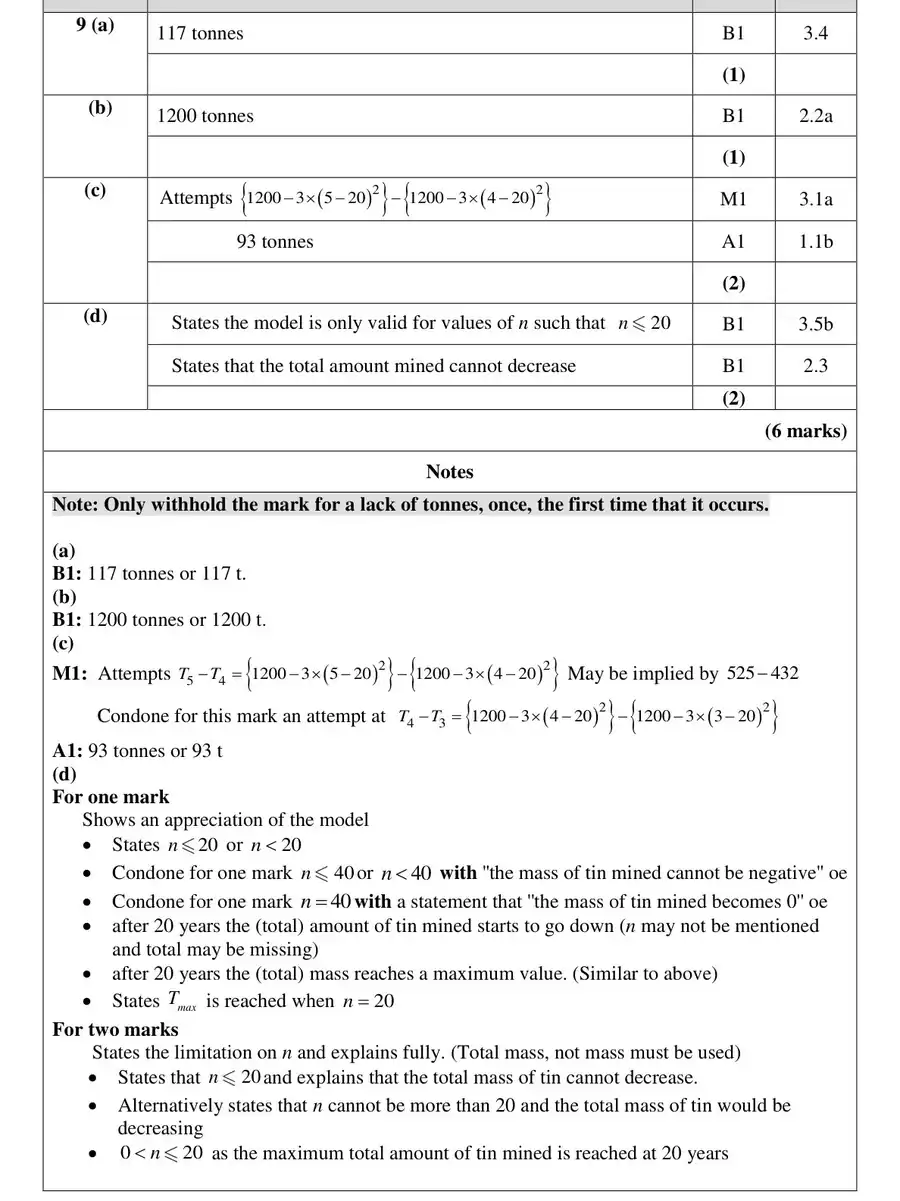 9 (a) 117 tonnes B1 3.4
(1)
(b) 1200 tonnes B1 2.2a
(1)
(c) Attempts {1200 – 3×(5 – 20)²} – {1200 – 3×(4 – 20)²} M1 3.1a
93 tonnes A1 1.1b
(2)
(d) States the model is only valid for values of n such that n ⩽ 20 B1 3.5b
States that the total amount mined cannot decrease B1 2.3
(2)
(6 marks)
Notes
Note: Only withhold the mark for a lack of tonnes, once, the first time that it occurs.
(a)
B1: 117 tonnes or 117 t.
(b)
B1: 1200 tonnes or 1200 t.
(c)
M1: Attempts T₅ – T₄ = {1200 – 3×(5 – 20)²} – {1200 – 3×(4 – 20)²} May be implied by 525 – 432
Condone for this mark an attempt at T₄ – T₃ = {1200 – 3×(4 – 20)²} – {1200 – 3×(3 – 20)²}
A1: 93 tonnes or 93 t
(d)
For one mark
Shows an appreciation of the model
• States n ⩽ 20 or n < 20
• Condone for one mark n ⩽ 40 or n < 40 with "the mass of tin mined cannot be negative" oe
• Condone for one mark n = 40 with a statement that "the mass of tin mined becomes 0" oe
• after 20 years the (total) amount of tin mined starts to go down (n may not be mentioned
and total may be missing)
• after 20 years the (total) mass reaches a maximum value. (Similar to above)
• States Tmax is reached when n = 20
For two marks
States the limitation on n and explains fully. (Total mass, not mass must be used)
• States that n ⩽ 20 and explains that the total mass of tin cannot decrease.
• Alternatively states that n cannot be more than 20 and the total mass of tin would be
decreasing
• 0 < n ⩽ 20 as the maximum total amount of tin mined is reached at 20 years